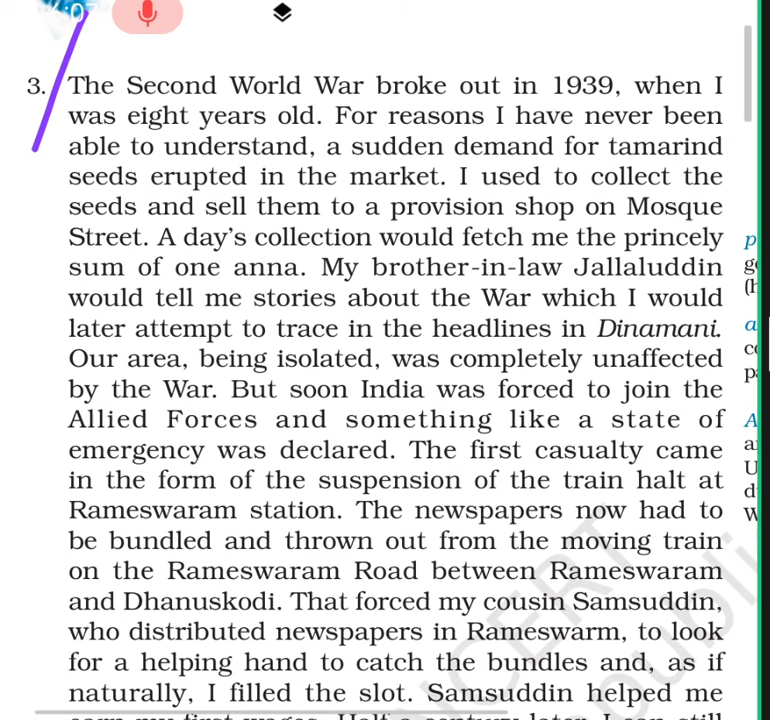 3. The Second World War broke out in 1939, when I
was eight years old. For reasons I have never been
able to understand, a sudden demand for tamarind
seeds erupted in the market. I used to collect the
seeds and sell them to a provision shop on Mosque
Street. A day's collection would fetch me the princely
sum of one anna. My brother-in-law Jallaluddin
would tell me stories about the War which I would
later attempt to trace in the headlines in Dinamani.
Our area, being isolated, was completely unaffected
by the War. But soon India was forced to join the
Allied Forces and something like a state of
emergency was declared. The first casualty came
in the form of the suspension of the train halt at
Rameswaram station. The newspapers now had to
be bundled and thrown out from the moving train
on the Rameswaram Road between Rameswaram
and Dhanuskodi. That forced my cousin Samsuddin,
who distributed newspapers in Rameswarm, to look
for a helping hand to catch the bundles and, as if
naturally, I filled the slot. Samsuddin helped me